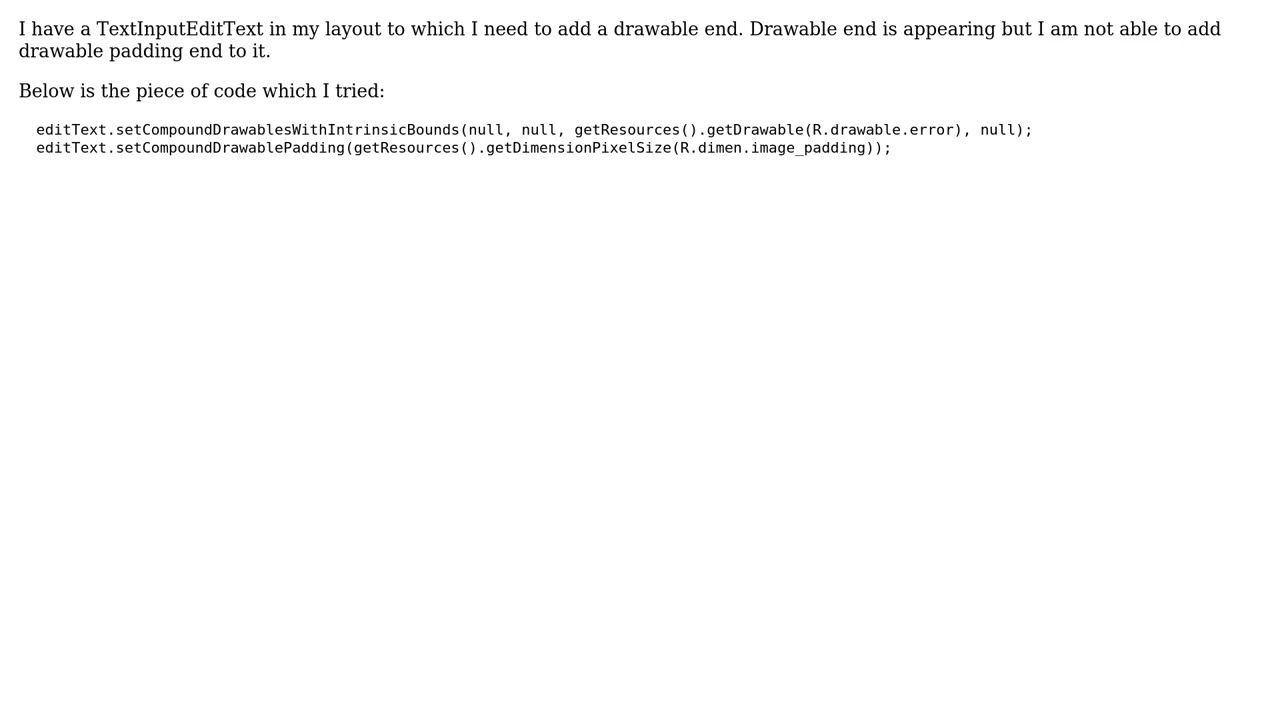 I have a TextInputEditText in my layout to which I need to add a drawable end. Drawable end is appearing but I am not able to add
drawable padding end to it.
Below is the piece of code which I tried:
editText.setCompoundDrawablesWithIntrinsicBounds(null, null, getResources().getDrawable(R.drawable.error), null);
editText.setCompoundDrawablePadding(getResources().getDimensionPixelSize(R.dimen.image_padding));